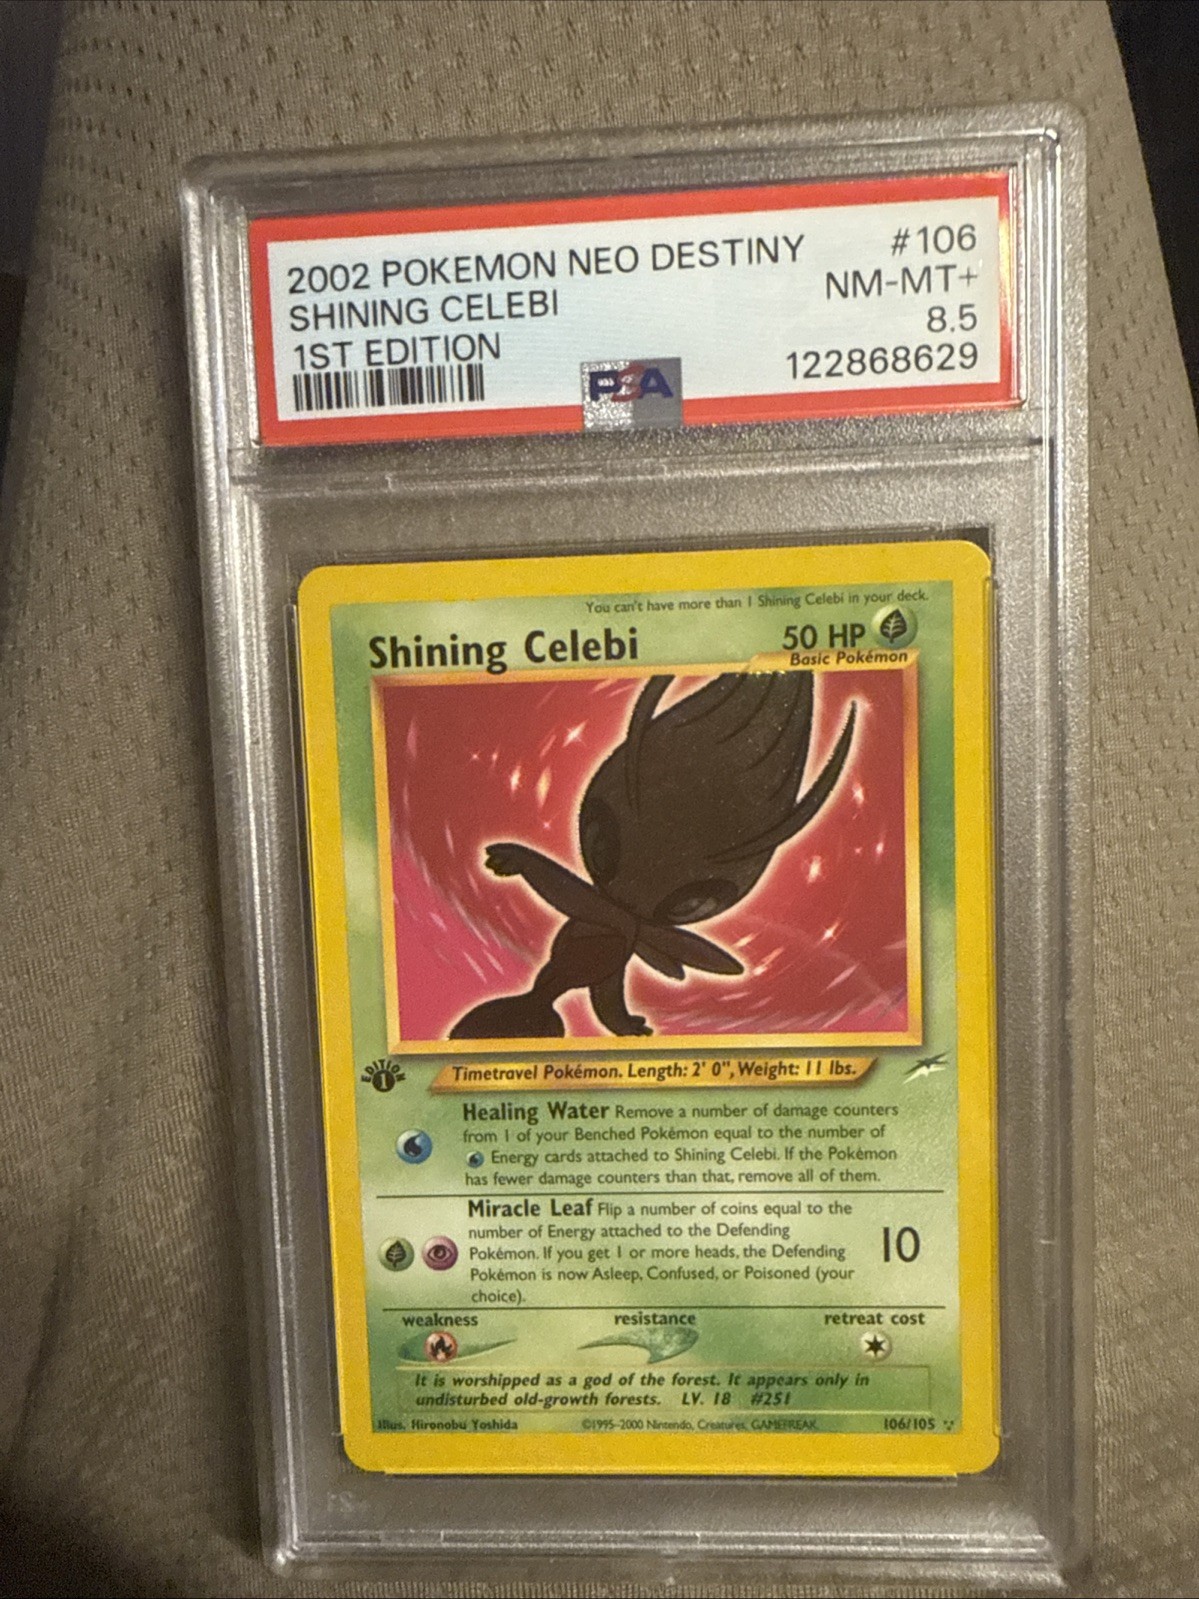 2002 POKEMON NEO DESTINY #106
SHINING CELEBI NM-MT+
1ST EDITION 8.5
122868629
PSA
You can't have more than 1 Shining Celebi in your deck.
Shining Celebi 50 HP
Basic Pokémon
EDITION
1
Timetravel Pokémon. Length: 2' 0", Weight: 11 lbs.
Healing Water Remove a number of damage counters
from 1 of your Benched Pokémon equal to the number of
Energy cards attached to Shining Celebi. If the Pokémon
has fewer damage counters than that, remove all of them.
Miracle Leaf Flip a number of coins equal to the
number of Energy attached to the Defending
Pokémon. If you get 1 or more heads, the Defending 10
Pokémon is now Asleep, Confused, or Poisoned (your
choice).
weakness resistance retreat cost
It is worshipped as a god of the forest. It appears only in
undisturbed old-growth forests. LV. 18 #251
Illus. Hironobu Yoshida ©1995-2000 Nintendo, Creatures, GAMEFREAK. 106/105